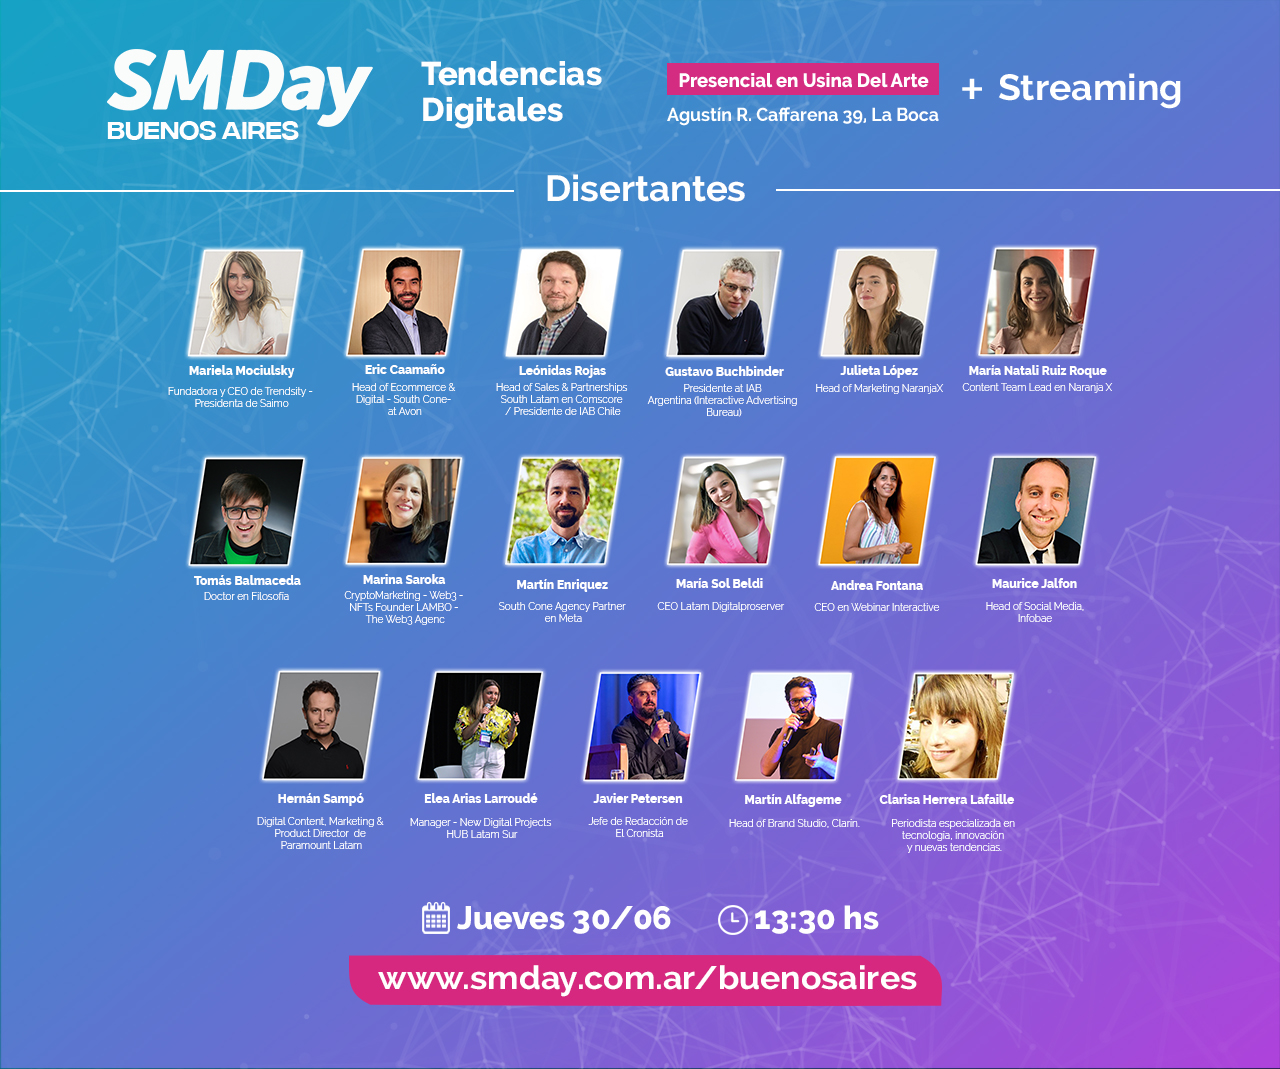 SMDay
BUENOS AIRES
Tendencias
Digitales
Presencial en Usina Del Arte
Agustín R. Caffarena 39, La Boca
+ Streaming
Disertantes
Mariela Mociulsky
Fundadora y CEO de Trendsity -
Presidenta de Saimo
Eric Caamaño
Head of Ecommerce &
Digital - South Cone-
at Avon
Leónidas Rojas
Head of Sales & Partnerships
South Latam en Comscore
/ Presidente de IAB Chile
Gustavo Buchbinder
Presidente at IAB
Argentina (Interactive Advertising
Bureau)
Julieta López
Head of Marketing NaranjaX
María Natali Ruiz Roque
Content Team Lead en Naranja X
Tomás Balmaceda
Doctor en Filosofía
Marina Saroka
CryptoMarketing - Web3 -
NFTs Founder LAMBO -
The Web3 Agenc
Martín Enriquez
South Cone Agency Partner
en Meta
María Sol Beldi
CEO Latam Digitalproserver
Andrea Fontana
CEO en Webinar Interactive
Maurice Jalfon
Head of Social Media,
Infobae
Hernán Sampó
Digital Content, Marketing &
Product Director de
Paramount Latam
Elea Arias Larroudé
Manager - New Digital Projects
HUB Latam Sur
Javier Petersen
Jefe de Redacción de
El Cronista
Martín Alfageme
Head of Brand Studio, Clarin.
Clarisa Herrera Lafaille
Periodista especializada en
tecnología, innovación
y nuevas tendencias.
Jueves 30/06
13:30 hs
www.smday.com.ar/buenosaires